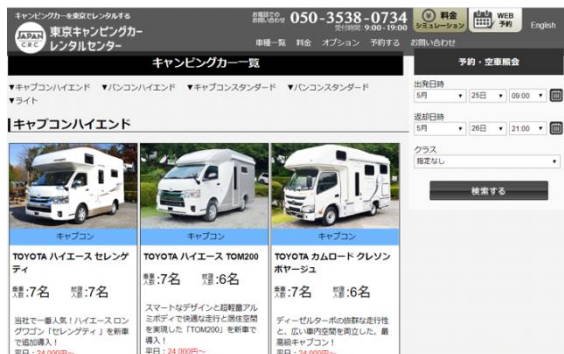 キャンピングカーを東京でレンタルする
JAPAN
C.R.C
東京キャンピングカー
レンタルセンター
お電話での
お問い合わせ 050-3538-0734
受付時間:9:00-19:00
料金
シミュレーション
WEB
予約
English
車種一覧 料金 オプション 予約する お問い合わせ
キャンピングカー一覧
▼キャブコンハイエンド ▼バンコンハイエンド ▼キャブコンスタンダード ▼バンコンスタンダード
▼ライト
キャブコンハイエンド
キャブコン
TOYOTA ハイエース セレンゲ
ティ
乗車人数:7名 就寝人数:7名
当社で一番人気!ハイエースロン
グワゴン「セレンゲティ」を新車
で追加導入!
平日:24,000円~
キャブコン
TOYOTA ハイエース TOM200
乗車人数:7名 就寝人数:6名
スマートなデザインと超軽量アル
ミボディで快適な走行と居住空間
を実現した「TOM200」を新車で
導入!
平日:24,000円~
キャブコン
TOYOTA カムロード クレソン
ボヤージュ
乗車人数:7名 就寝人数:6名
ディーゼルターボの抜群な走行性
と、広い車内空間を両立した、最
高級キャブコン!
平日:24,000円~
予約・空車照会
出発日時
5月 25日 09:00
返却日時
5月 26日 21:00
クラス
指定なし
検索する